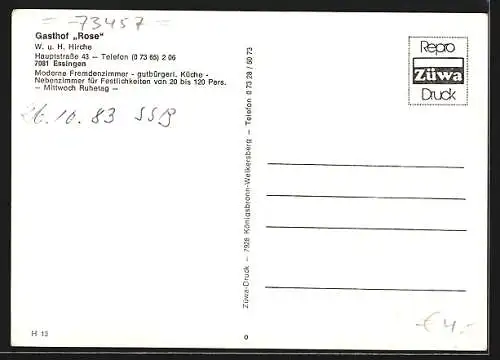 = 73457 =
Gasthof „Rose“
W. u. H. Hirche
Hauptstraße 43 — Telefon (0 73 65) 2 06
7081 Essingen
Moderne Fremdenzimmer - gutbürgerl. Küche -
Nebenzimmer für Festlichkeiten von 20 bis 120 Pers.
— Mittwoch Ruhetag —
26.10.83 SSB
Repro
Züwa
Druck
Züwa-Druck — 7928 Königsbronn-Weikersberg — Telefon 0 73 28 / 60 73
€ 4.-
H 13
0